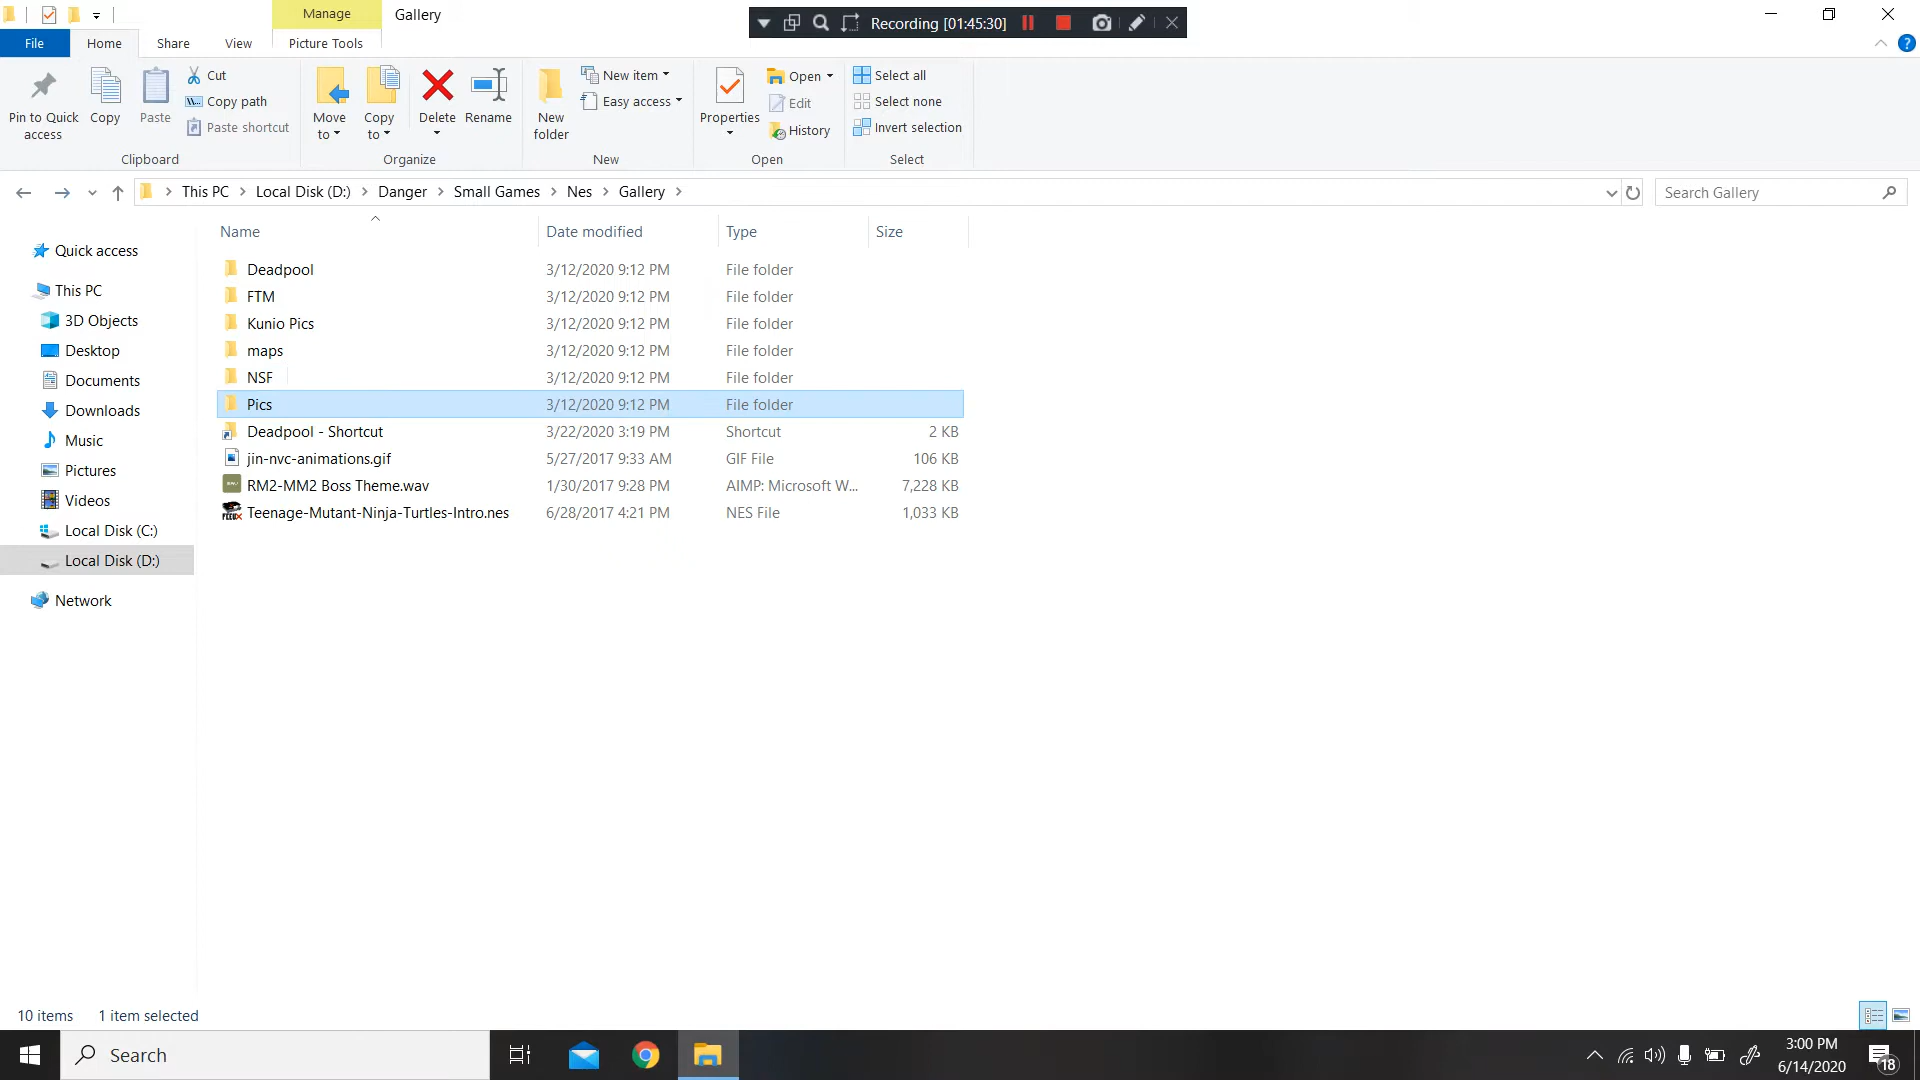 Manage
Gallery
Recording [01:45:30]
File
Home
Share
View
Picture Tools
Pin to Quick access
Copy
Paste
Cut
Copy path
Paste shortcut
Clipboard
Move to
Copy to
Delete
Rename
Organize
New folder
New item
Easy access
New
Properties
Open
Edit
History
Open
Select all
Select none
Invert selection
Select
This PC
Local Disk (D:)
Danger
Small Games
Nes
Gallery
Search Gallery
Name
Date modified
Type
Size
Quick access
This PC
3D Objects
Desktop
Documents
Downloads
Music
Pictures
Videos
Local Disk (C:)
Local Disk (D:)
Network
Deadpool 3/12/2020 9:12 PM File folder
FTM 3/12/2020 9:12 PM File folder
Kunio Pics 3/12/2020 9:12 PM File folder
maps 3/12/2020 9:12 PM File folder
NSF 3/12/2020 9:12 PM File folder
Pics 3/12/2020 9:12 PM File folder
Deadpool - Shortcut 3/22/2020 3:19 PM Shortcut 2 KB
jin-nvc-animations.gif 5/27/2017 9:33 AM GIF File 106 KB
RM2-MM2 Boss Theme.wav 1/30/2017 9:28 PM AIMP: Microsoft W... 7,228 KB
Teenage-Mutant-Ninja-Turtles-Intro.nes 6/28/2017 4:21 PM NES File 1,033 KB
10 items
1 item selected
Search
3:00 PM
6/14/2020
18